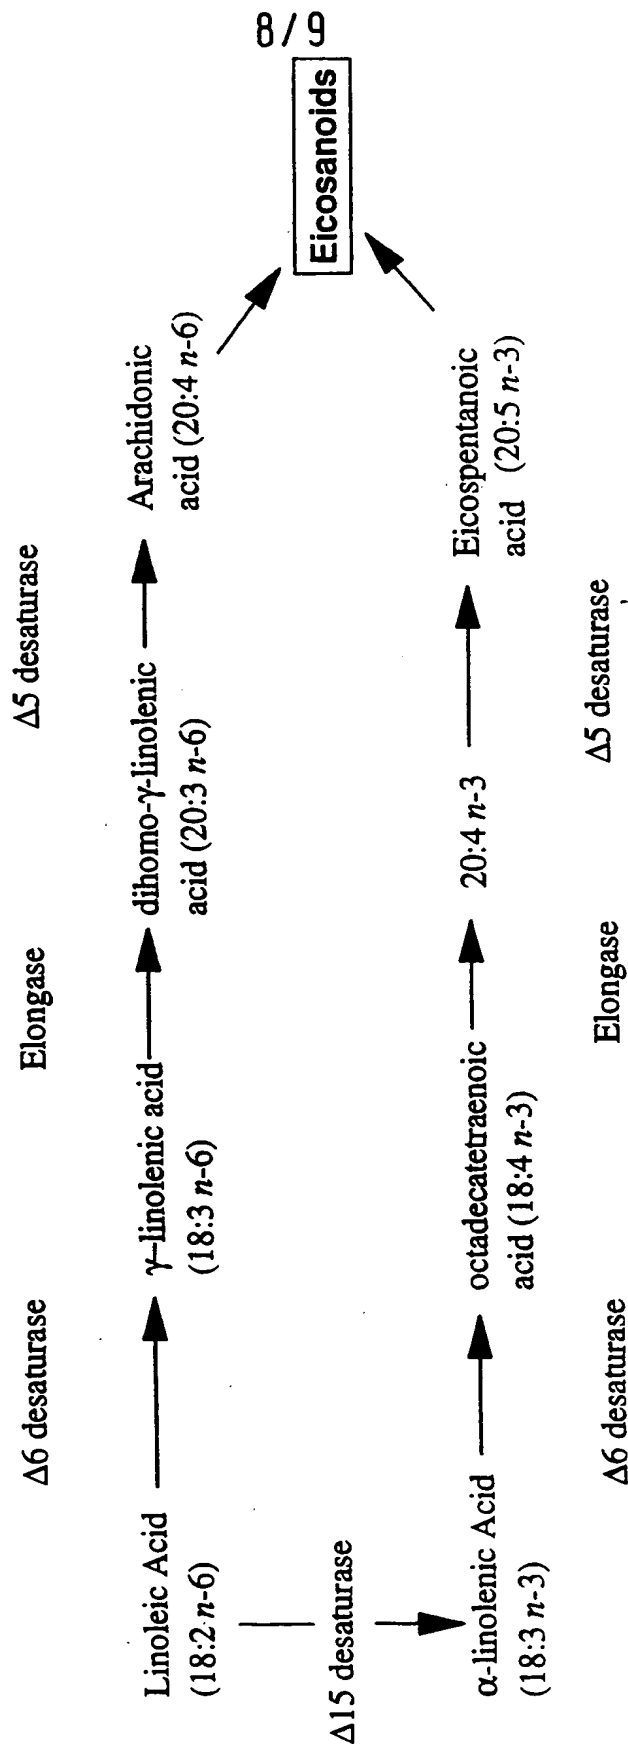 8/9
Δ6 desaturase
Elongase
Δ5 desaturase
Linoleic Acid
(18:2 n-6)
γ-linolenic acid
(18:3 n-6)
dihomo-γ-linolenic
acid (20:3 n-6)
Arachidonic
acid (20:4 n-6)
Δ15 desaturase
Eicosanoids
α-linolenic Acid
(18:3 n-3)
octadecatetraenoic
acid (18:4 n-3)
20:4 n-3
Eicospentanoic
acid (20:5 n-3)
Δ6 desaturase
Elongase
Δ5 desaturase